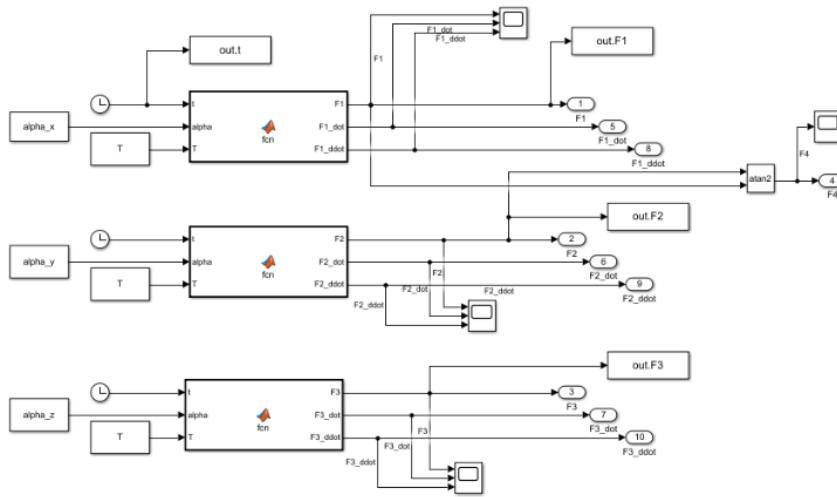 out.t
out.F1
t
F1
F1_dot
F1_ddot
F1
1
F1
alpha_x
alpha
F1_dot
5
F1_dot
T
T
fcn
F1_ddot
8
F1_ddot
atan2
F4
4
F4
out.F2
t
F2
2
F2
alpha_y
alpha
F2_dot
6
F2_dot
T
T
fcn
F2_ddot
9
F2_ddot
F2
F2_dot
F2_ddot
F2_ddot
out.F3
t
F3
3
F3
alpha_z
alpha
F3_dot
7
F3_dot
T
T
fcn
F3_ddot
10
F3_ddot
F3
F3_dot
F3_ddot